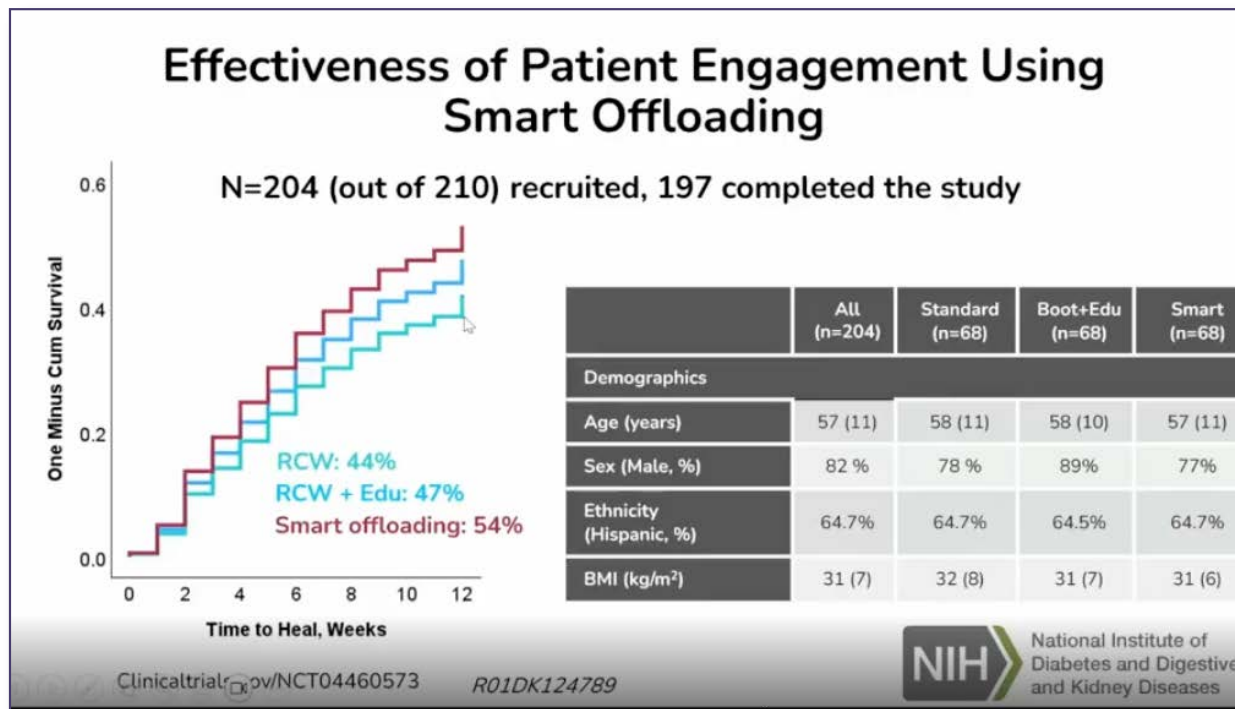 Effectiveness of Patient Engagement Using
Smart Offloading
N=204 (out of 210) recruited, 197 completed the study
One Minus Cum Survival
0.6
0.4
0.2
0.0
RCW: 44%
RCW + Edu: 47%
Smart offloading: 54%
0 2 4 6 8 10 12
Time to Heal, Weeks
All (n=204) Standard (n=68) Boot+Edu (n=68) Smart (n=68)
Demographics
Age (years) 57 (11) 58 (11) 58 (10) 57 (11)
Sex (Male, %) 82 % 78 % 89% 77%
Ethnicity (Hispanic, %) 64.7% 64.7% 64.5% 64.7%
BMI (kg/m²) 31 (7) 32 (8) 31 (7) 31 (6)
NIH
National Institute of
Diabetes and Digestive
and Kidney Diseases
R01DK124789